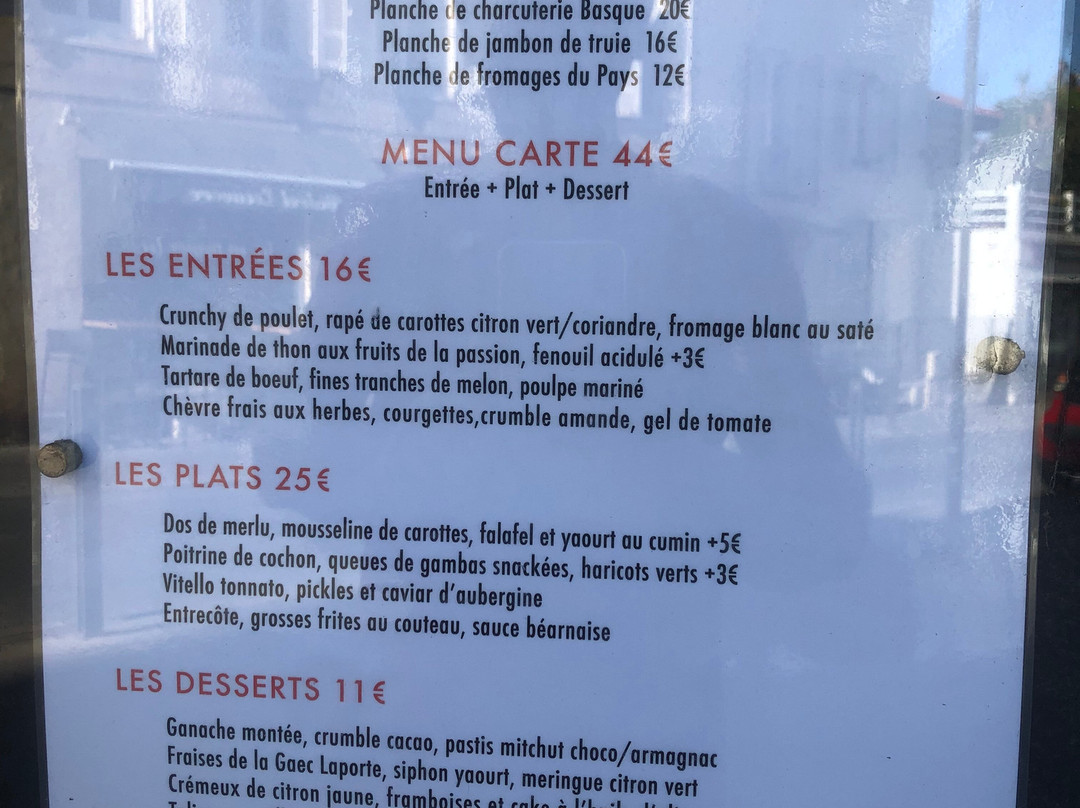 Planche de charcuterie Basque 20€
Planche de jambon de truie 16€
Planche de fromages du Pays 12€
MENU CARTE 44€
Entrée + Plat + Dessert
LES ENTRÉES 16€
Crunchy de poulet, rapé de carottes citron vert/coriandre, fromage blanc au saté
Marinade de thon aux fruits de la passion, fenouil acidulé +3€
Tartare de boeuf, fines tranches de melon, poulpe mariné
Chèvre frais aux herbes, courgettes,crumble amande, gel de tomate
LES PLATS 25€
Dos de merlu, mousseline de carottes, falafel et yaourt au cumin +5€
Poitrine de cochon, queues de gambas snackées, haricots verts +3€
Vitello tonnato, pickles et caviar d'aubergine
Entrecôte, grosses frites au couteau, sauce béarnaise
LES DESSERTS 11€
Ganache montée, crumble cacao, pastis mitchut choco/armagnac
Fraises de la Gaec Laporte, siphon yaourt, meringue citron vert
Crémeux de citron jaune, framboises et cake à l'huile